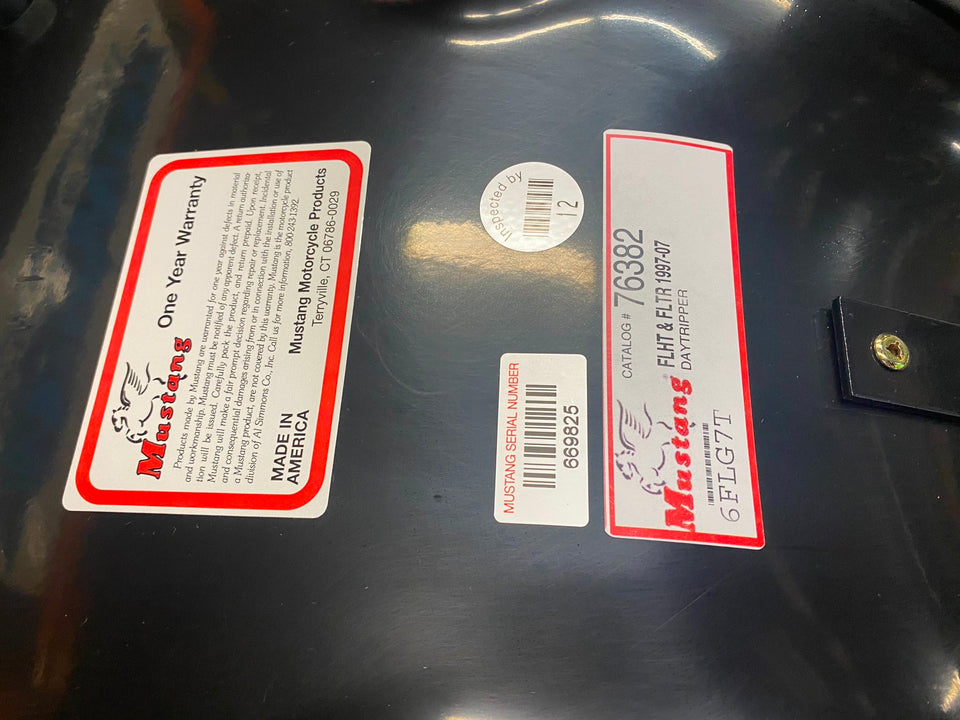 Mustang One Year Warranty
Products made by Mustang are warranted for one year against defects in material
and workmanship. Mustang must be notified of any apparent defect. A return authoriza-
tion will be issued. Carefully pack the product, and return prepaid. Upon receipt,
Mustang will make a fair prompt decision regarding repair or replacement. Incidental
and consequential damages arising from or in connection with the installation or use of
a Mustang product, are not covered by this warranty. Mustang is the motorcycle product
division of Al Simmons Co., Inc. Call us for more information, 800-243-1392.
MADE IN
AMERICA
Mustang Motorcycle Products
Terryville, CT 06786-0029
Inspected by
12
MUSTANG SERIAL NUMBER
669825
Mustang
CATALOG # 76382
FLHT & FLTR 1997-07
DAYTRIPPER
6FLG7T